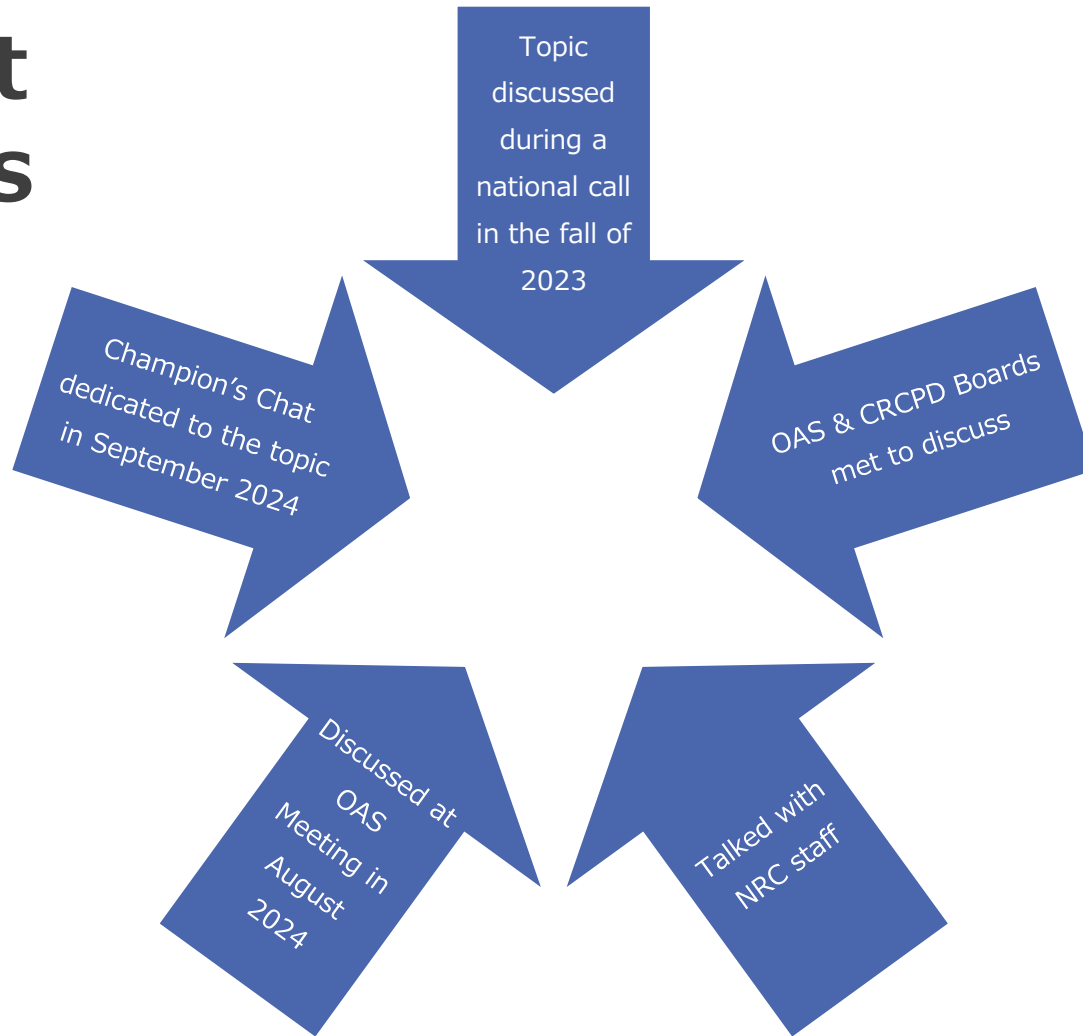 t
s
Topic
discussed
during a
national call
in the fall of
2023
OAS & CRCPD Boards
met to discuss
Talked with
NRC staff
Discussed at
OAS
Meeting in
August
2024
Champion’s Chat
dedicated to the topic
in September 2024